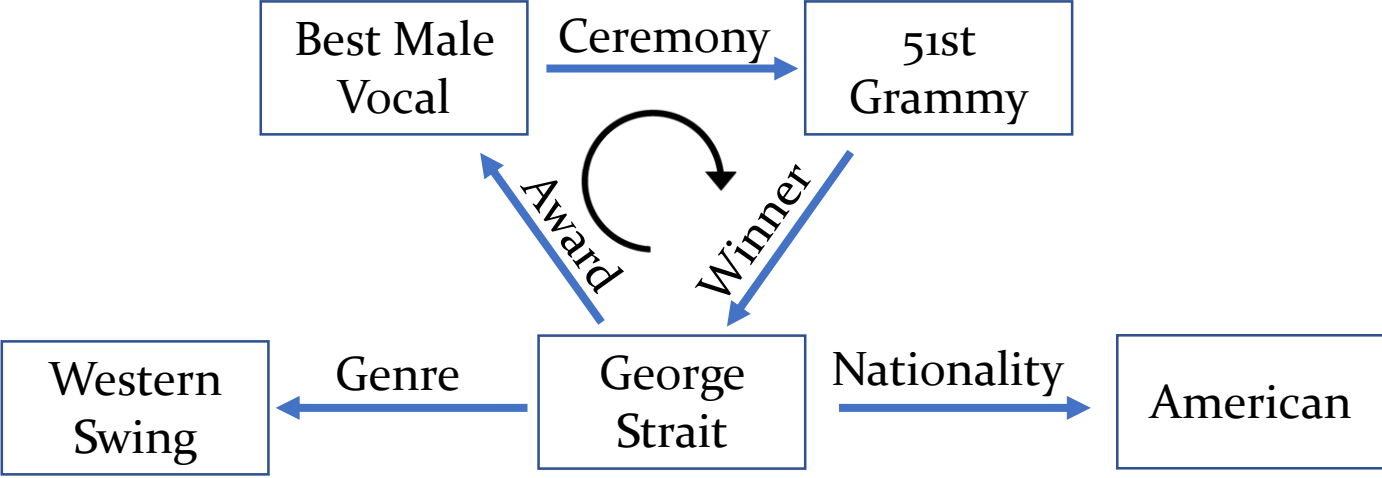 Best Male
Vocal
Ceremony
51st
Grammy
Award
Winner
Western
Swing
Genre
George
Strait
Nationality
American